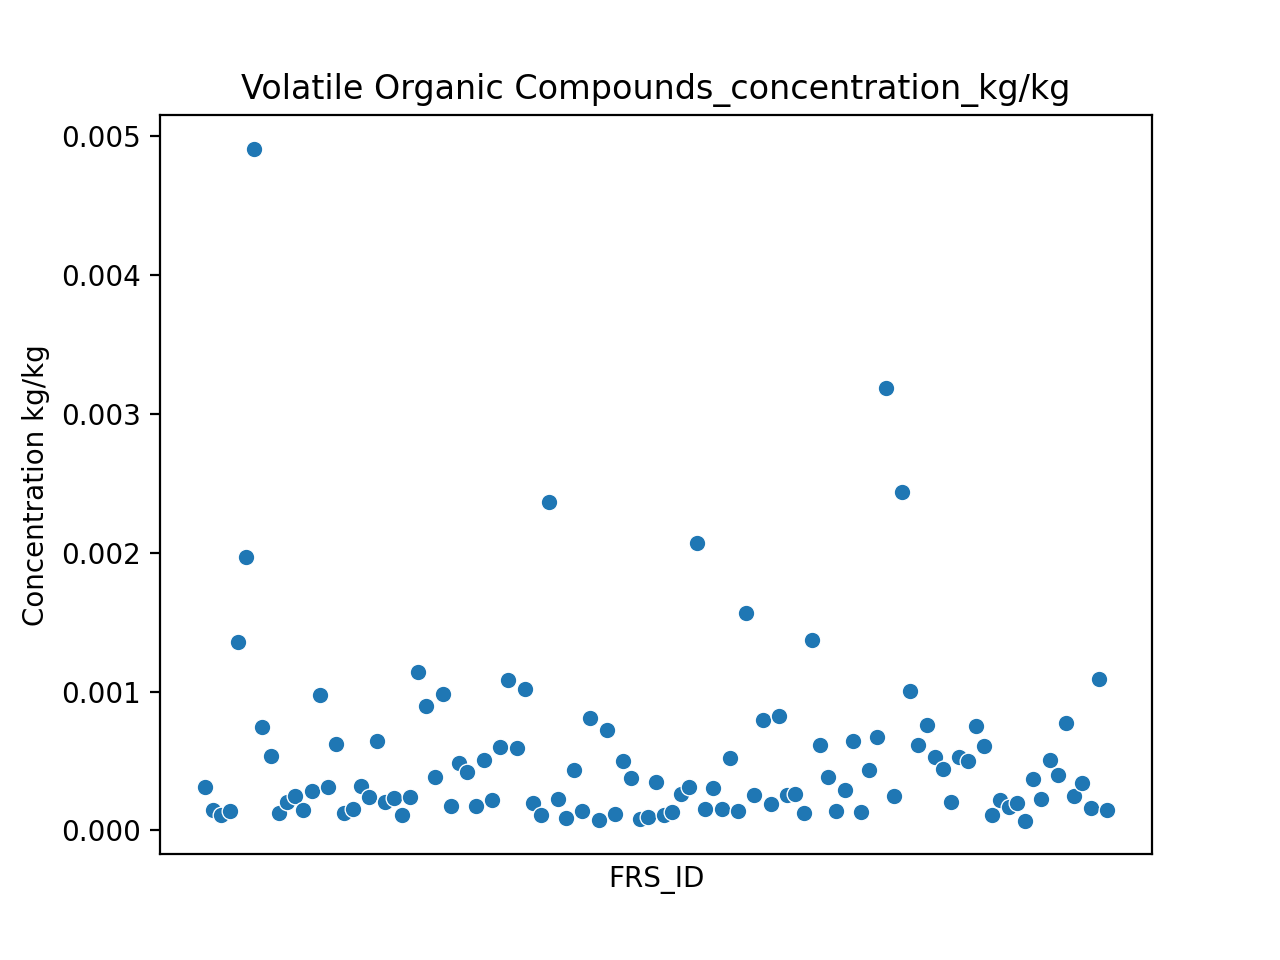 Volatile Organic Compounds_concentration_kg/kg
0.005
0.004
0.003
0.002
0.001
0.000
Concentration kg/kg
FRS_ID